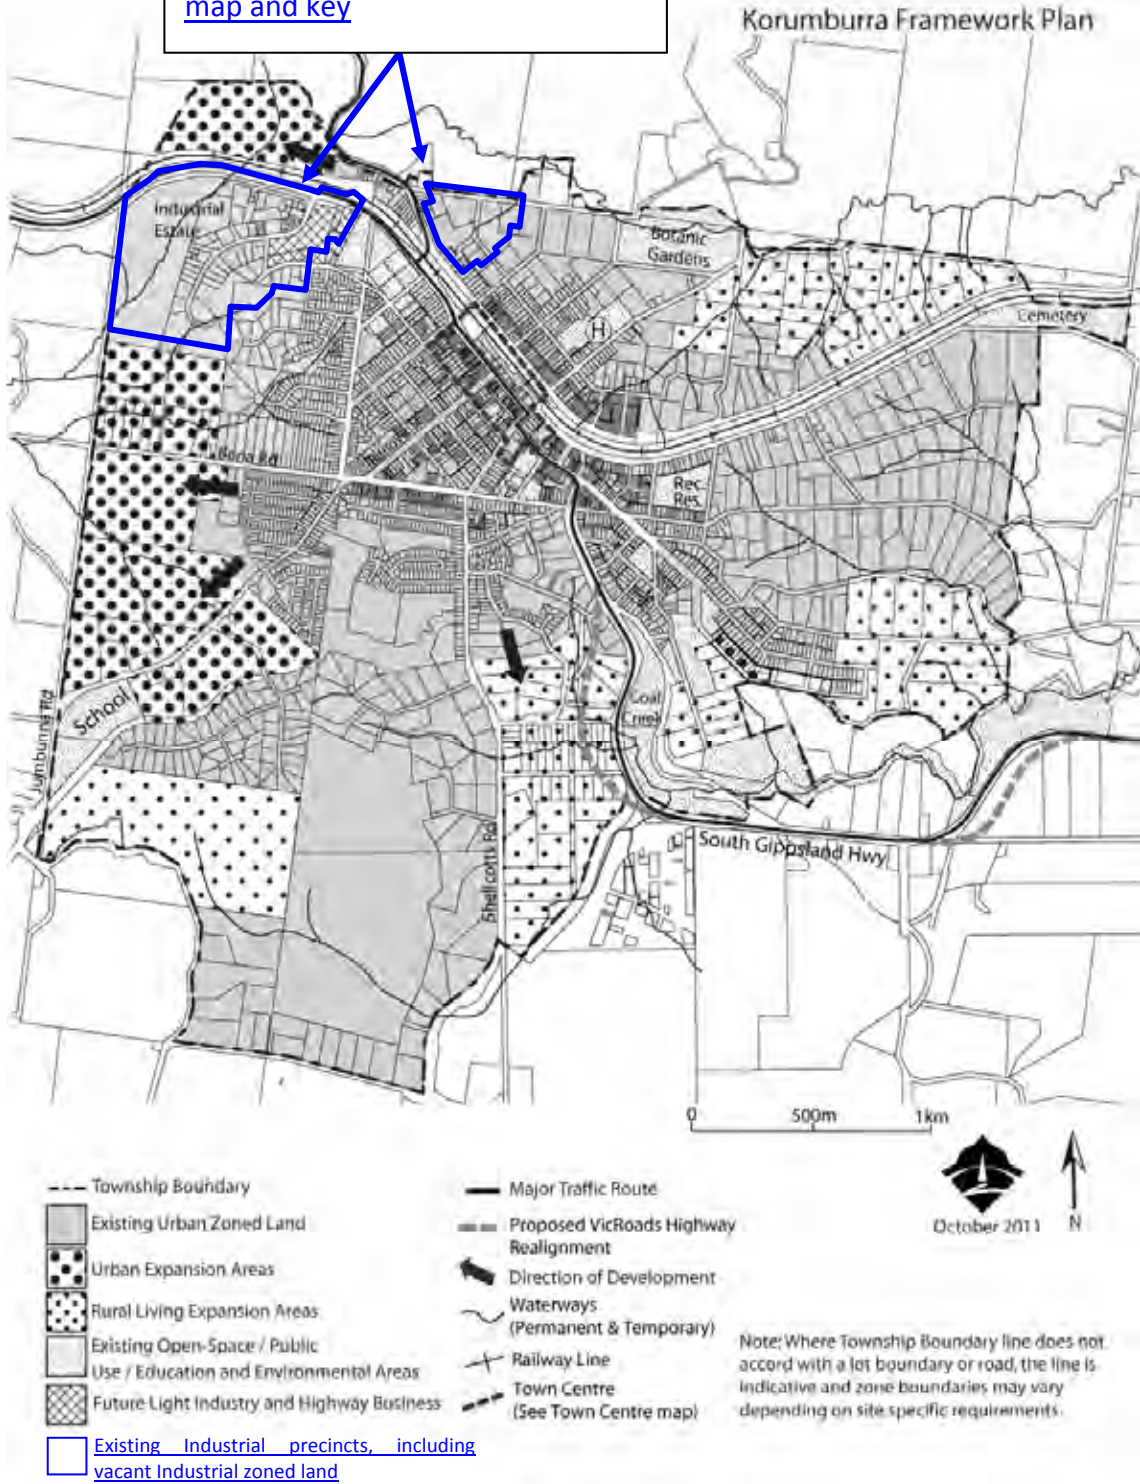 map and key
Korumburra Framework Plan
Industrial
Estate
Botanic
Gardens
H
Cemetery
Bena Rd
Rec.
Res.
Jumbunna Rd
School
Coal
Creek
Shellcotts Rd
South Gippsland Hwy
0 500m 1km
October 2011 N
Township Boundary
Existing Urban Zoned Land
Urban Expansion Areas
Rural Living Expansion Areas
Existing Open-Space / Public
Use / Education and Environmental Areas
Future Light Industry and Highway Business
Existing Industrial precincts, including
vacant Industrial zoned land
Major Traffic Route
Proposed VicRoads Highway
Realignment
Direction of Development
Waterways
(Permanent & Temporary)
Railway Line
Town Centre
(See Town Centre map)
Note: Where Township Boundary line does not
accord with a lot boundary or road, the line is
indicative and zone boundaries may vary
depending on site specific requirements.